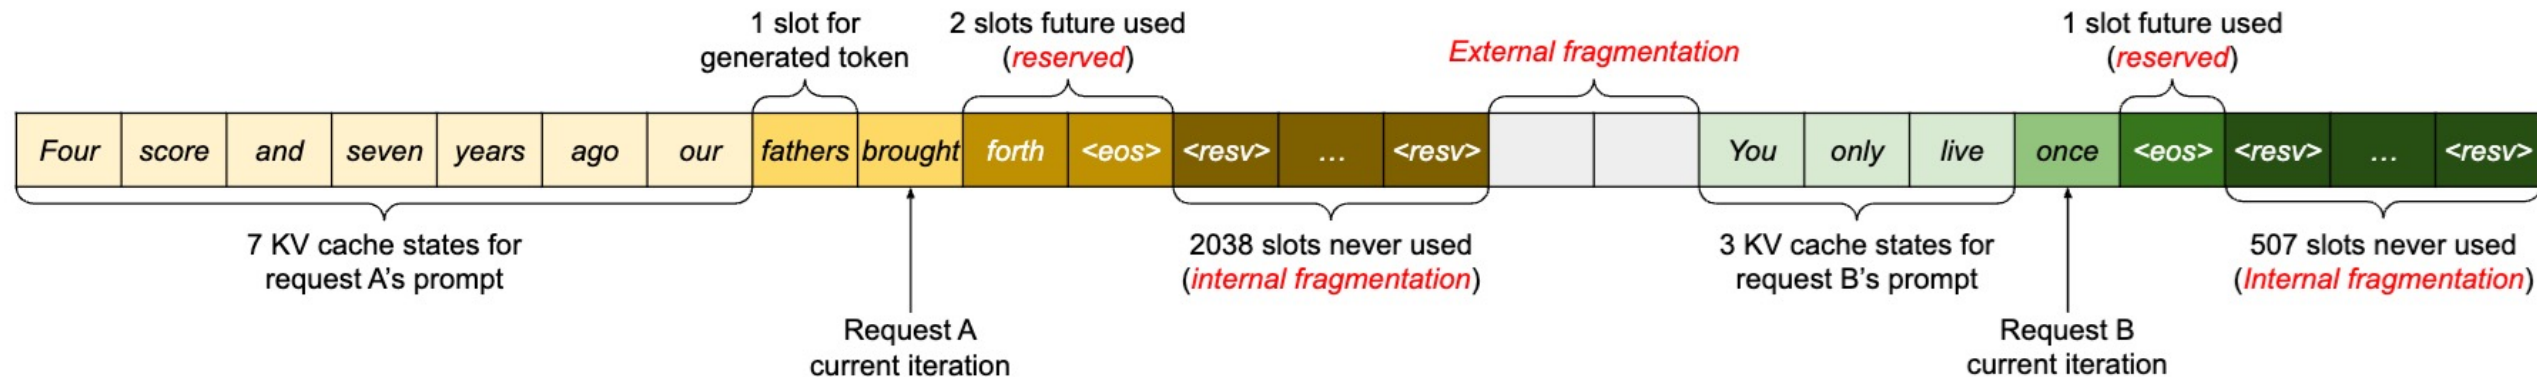 1 slot for
generated token
2 slots future used
(reserved)
External fragmentation
1 slot future used
(reserved)
Four score and seven years ago our fathers brought forth <eos> <resv> ... <resv> You only live once <eos> <resv> ... <resv>
7 KV cache states for
request A's prompt
2038 slots never used
(internal fragmentation)
3 KV cache states for
request B's prompt
507 slots never used
(Internal fragmentation)
Request A
current iteration
Request B
current iteration